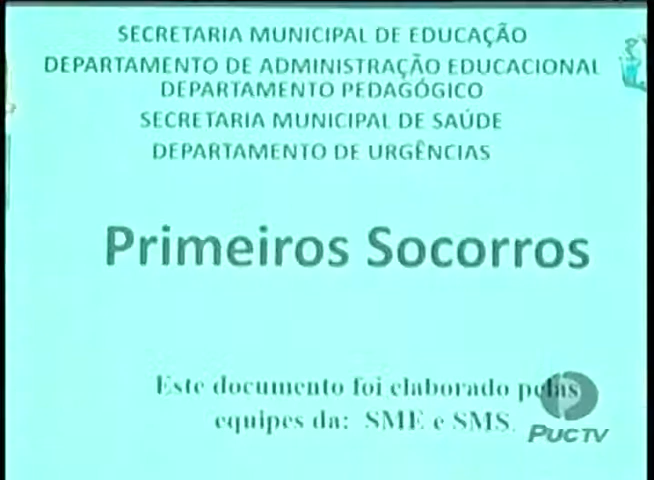 SECRETARIA MUNICIPAL DE EDUCAÇÃO
DEPARTAMENTO DE ADMINISTRAÇÃO EDUCACIONAL
DEPARTAMENTO PEDAGÓGICO
SECRETARIA MUNICIPAL DE SAÚDE
DEPARTAMENTO DE URGÊNCIAS
Primeiros Socorros
Este documento foi elaborado pelas
equipes da: SME e SMS.
PUCTV